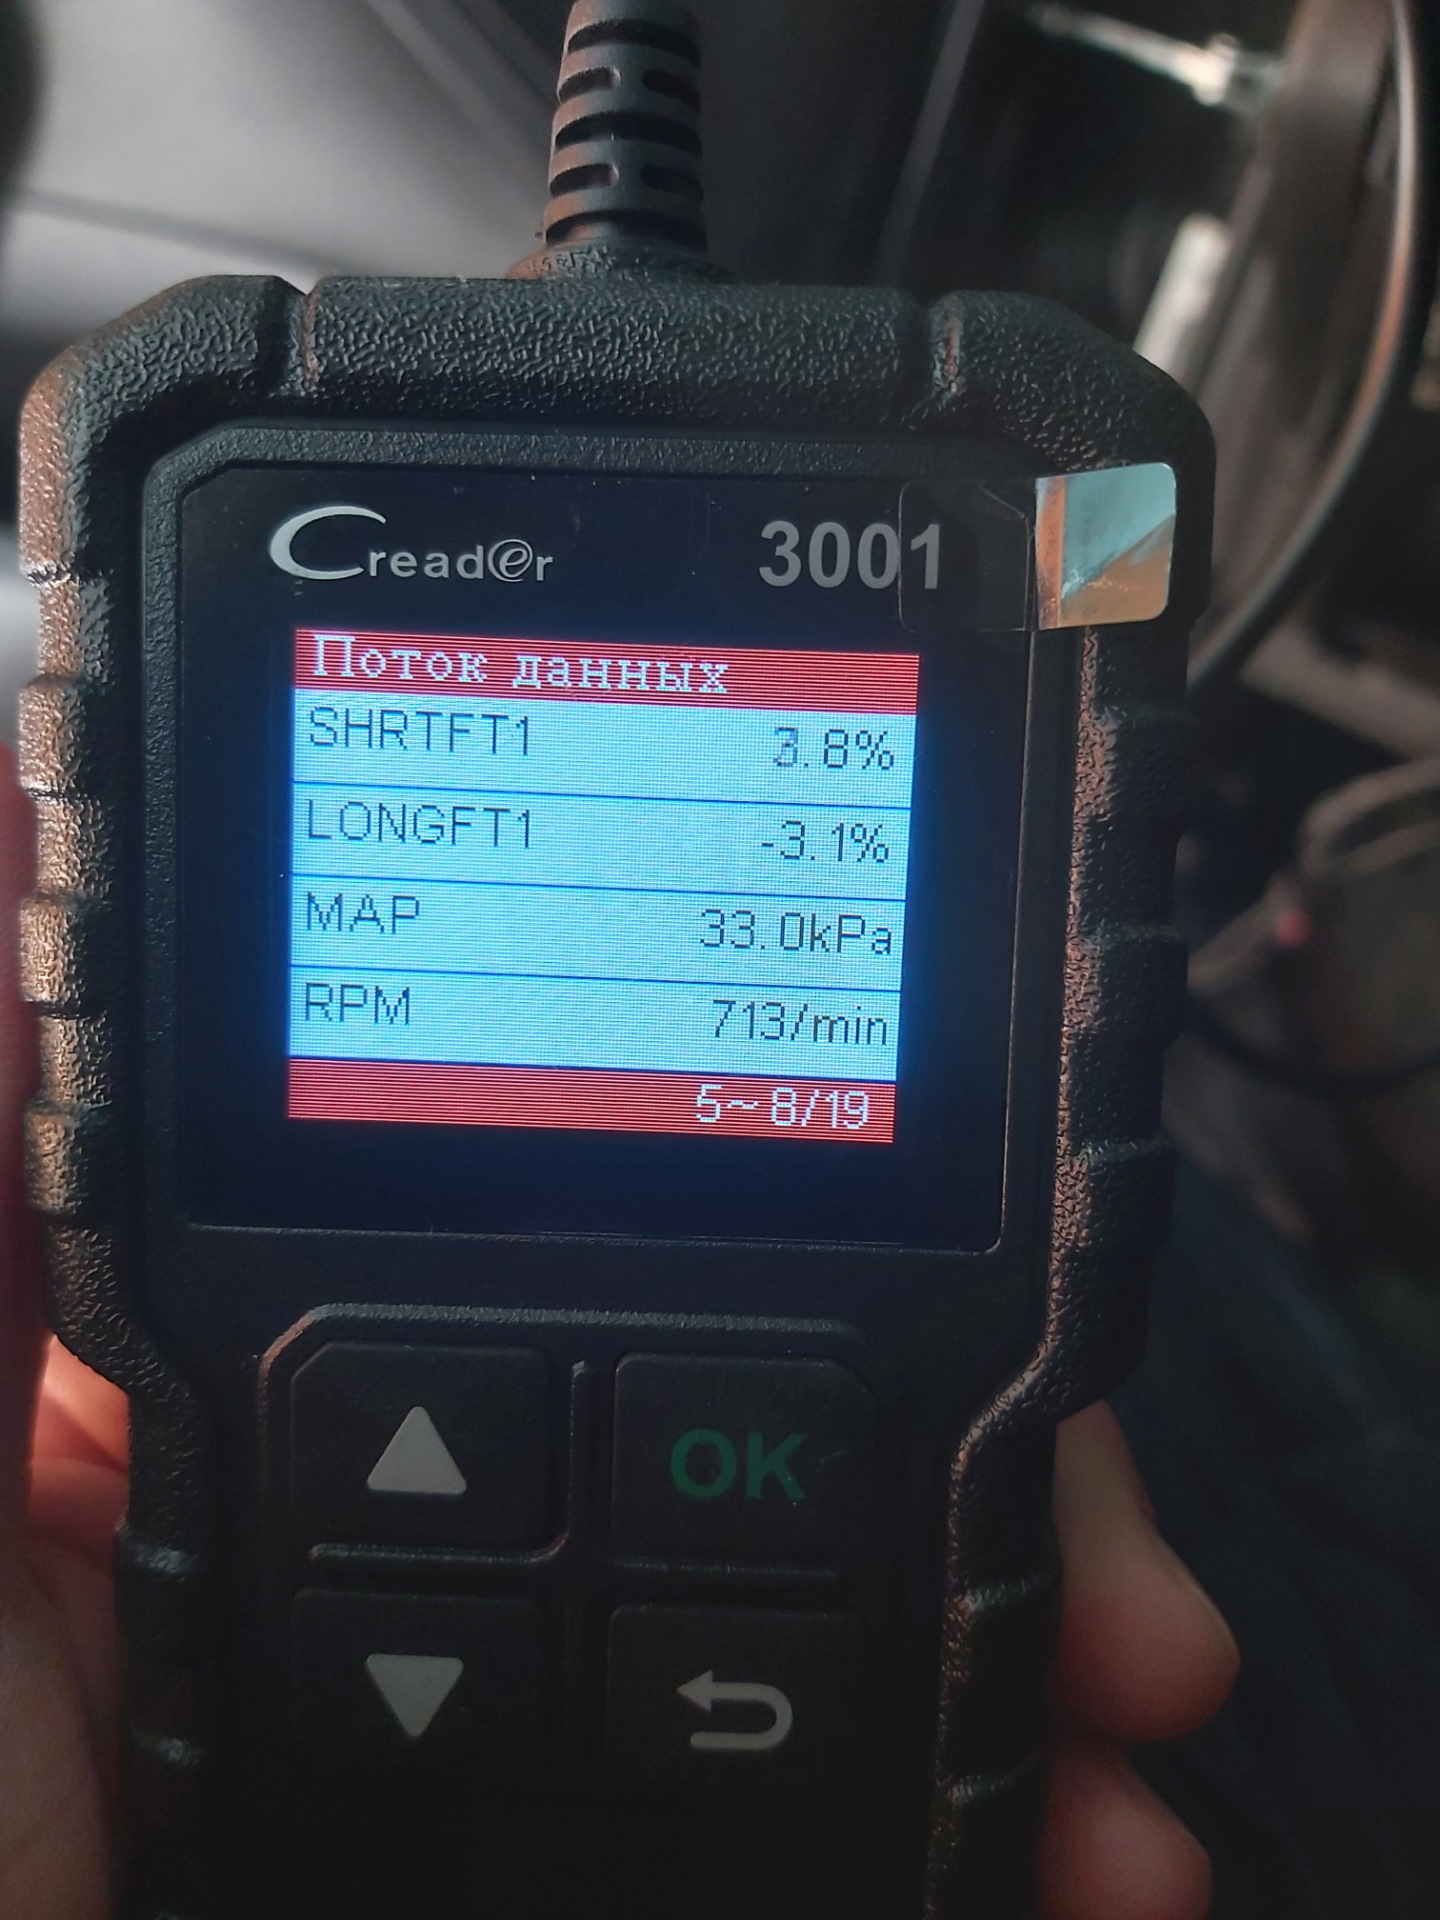 Creader 3001
Поток данных
SHRTFT1 3.8%
LONGFT1 -3.1%
MAP 33.0kPa
RPM 713/min
5~8/19
OK